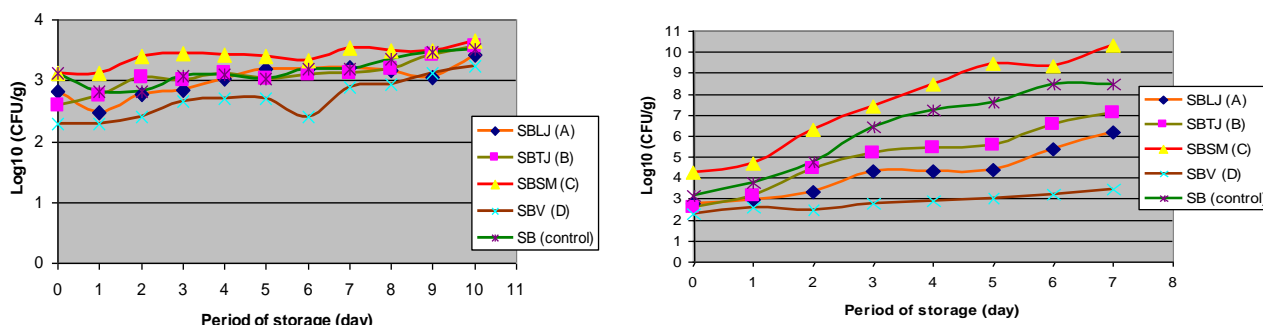 Log10 (CFU/g)
4
3
2
1
0
0 1 2 3 4 5 6 7 8 9 10 11
Period of storage (day)
SBLJ (A)
SBTJ (B)
SBSM (C)
SBV (D)
SB (control)
Log10 (CFU/g)
11
10
9
8
7
6
5
4
3
2
1
0
0 1 2 3 4 5 6 7 8
Period of storage (day)
SBLJ (A)
SBTJ (B)
SBSM (C)
SBV (D)
SB (control)